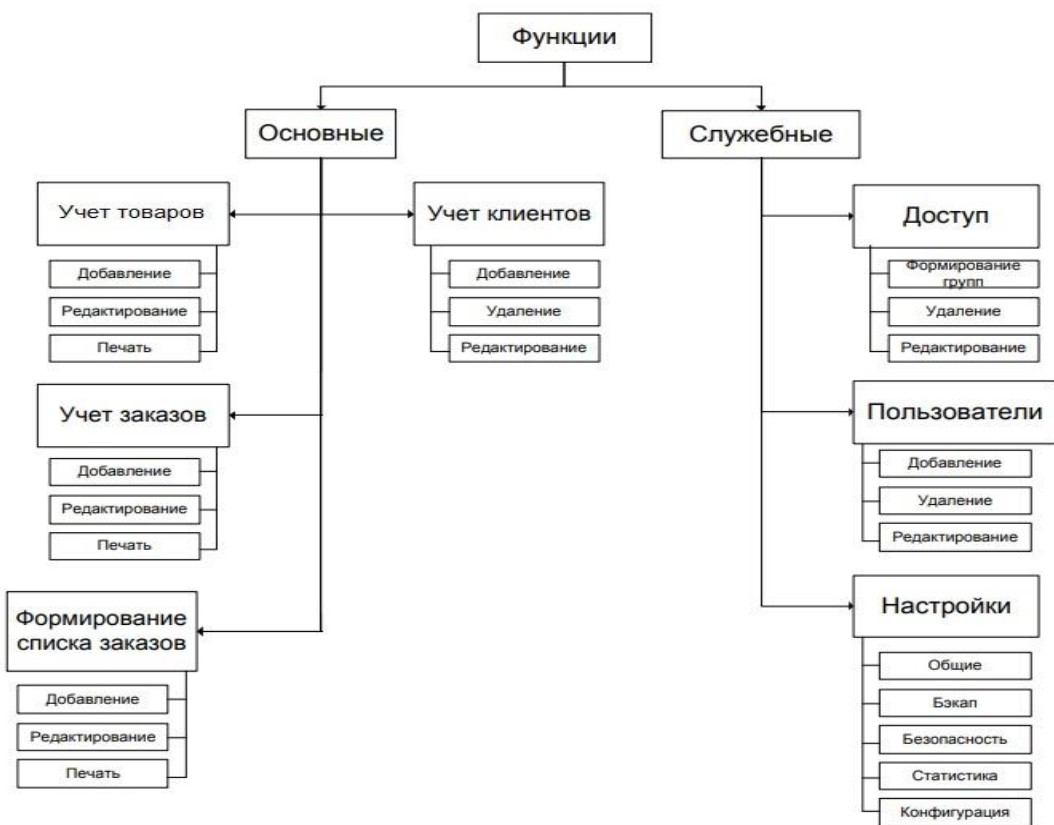 Функции
Основные
Служебные
Учет товаров
Добавление
Редактирование
Печать
Учет клиентов
Добавление
Удаление
Редактирование
Учет заказов
Добавление
Редактирование
Печать
Формирование
списка заказов
Добавление
Редактирование
Печать
Доступ
Формирование
групп
Удаление
Редактирование
Пользователи
Добавление
Удаление
Редактирование
Настройки
Общие
Бэкап
Безопасность
Статистика
Конфигурация